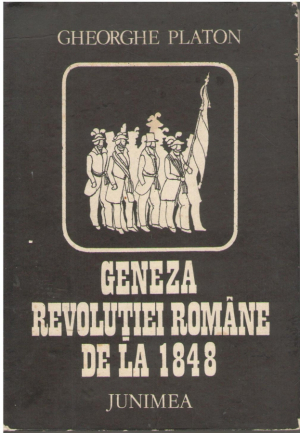 GHEORGHE PLATON
GENEZA
REVOLUȚIEI ROMÂNE
DE LA 1848
JUNIMEA